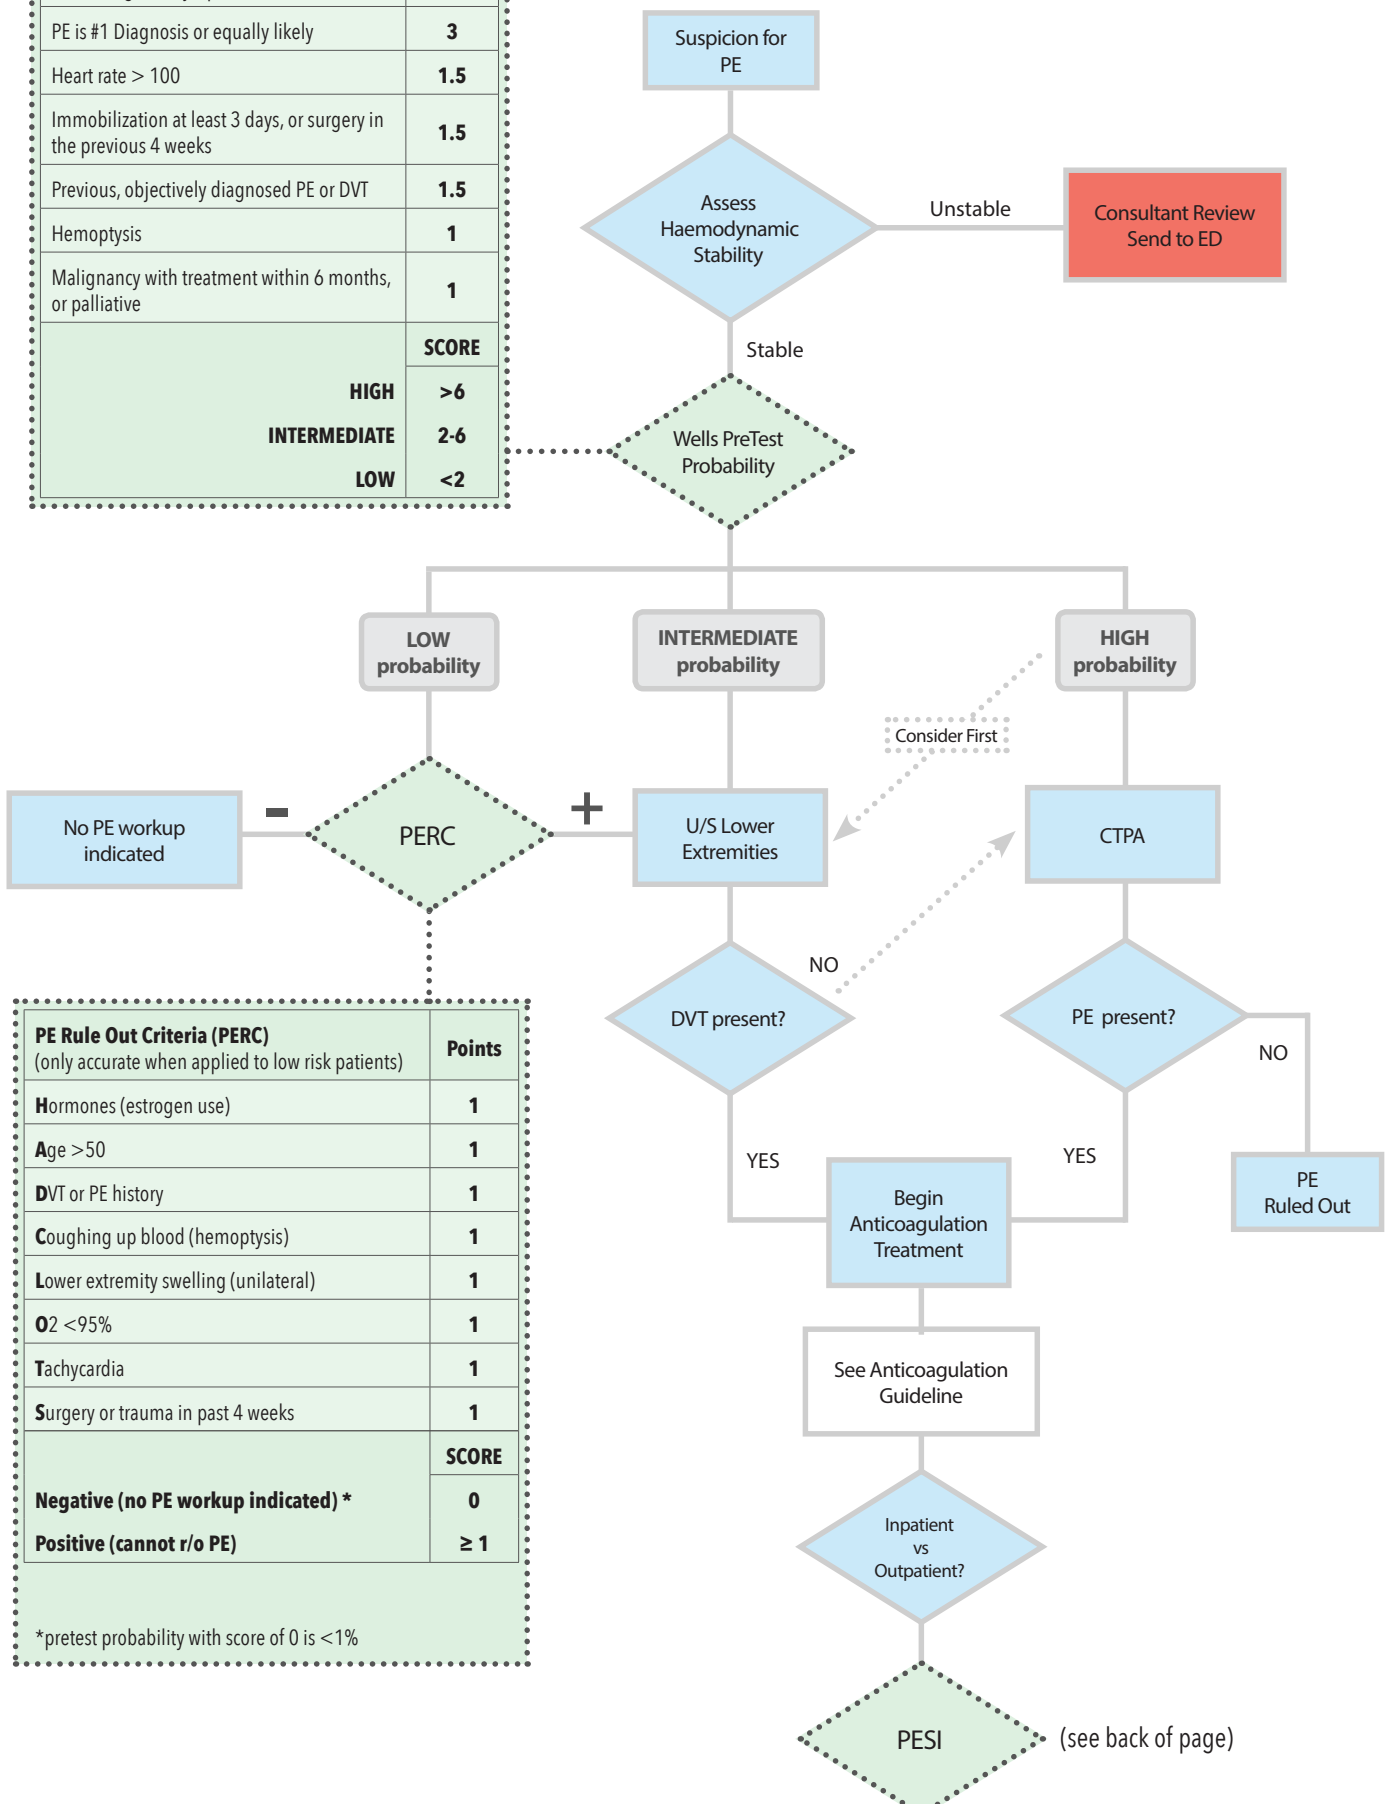 PE is #1 Diagnosis or equally likely 3
Heart rate > 100 1.5
Immobilization at least 3 days, or surgery in
the previous 4 weeks 1.5
Previous, objectively diagnosed PE or DVT 1.5
Hemoptysis 1
Malignancy with treatment within 6 months,
or palliative 1
SCORE
HIGH >6
INTERMEDIATE 2-6
LOW <2
Suspicion for
PE
Assess
Haemodynamic
Stability
Unstable
Consultant Review
Send to ED
Stable
Wells PreTest
Probability
LOW
probability
INTERMEDIATE
probability
HIGH
probability
Consider First
No PE workup
indicated
-
PERC
+
U/S Lower
Extremities
CTPA
NO
DVT present?
PE present?
NO
YES
YES
Begin
Anticoagulation
Treatment
PE
Ruled Out
See Anticoagulation
Guideline
Inpatient
vs
Outpatient?
PESI
(see back of page)
PE Rule Out Criteria (PERC)
(only accurate when applied to low risk patients)
Points
Hormones (estrogen use) 1
Age >50 1
DVT or PE history 1
Coughing up blood (hemoptysis) 1
Lower extremity swelling (unilateral) 1
O2 <95% 1
Tachycardia 1
Surgery or trauma in past 4 weeks 1
SCORE
Negative (no PE workup indicated) * 0
Positive (cannot r/o PE) ≥ 1
*pretest probability with score of 0 is <1%